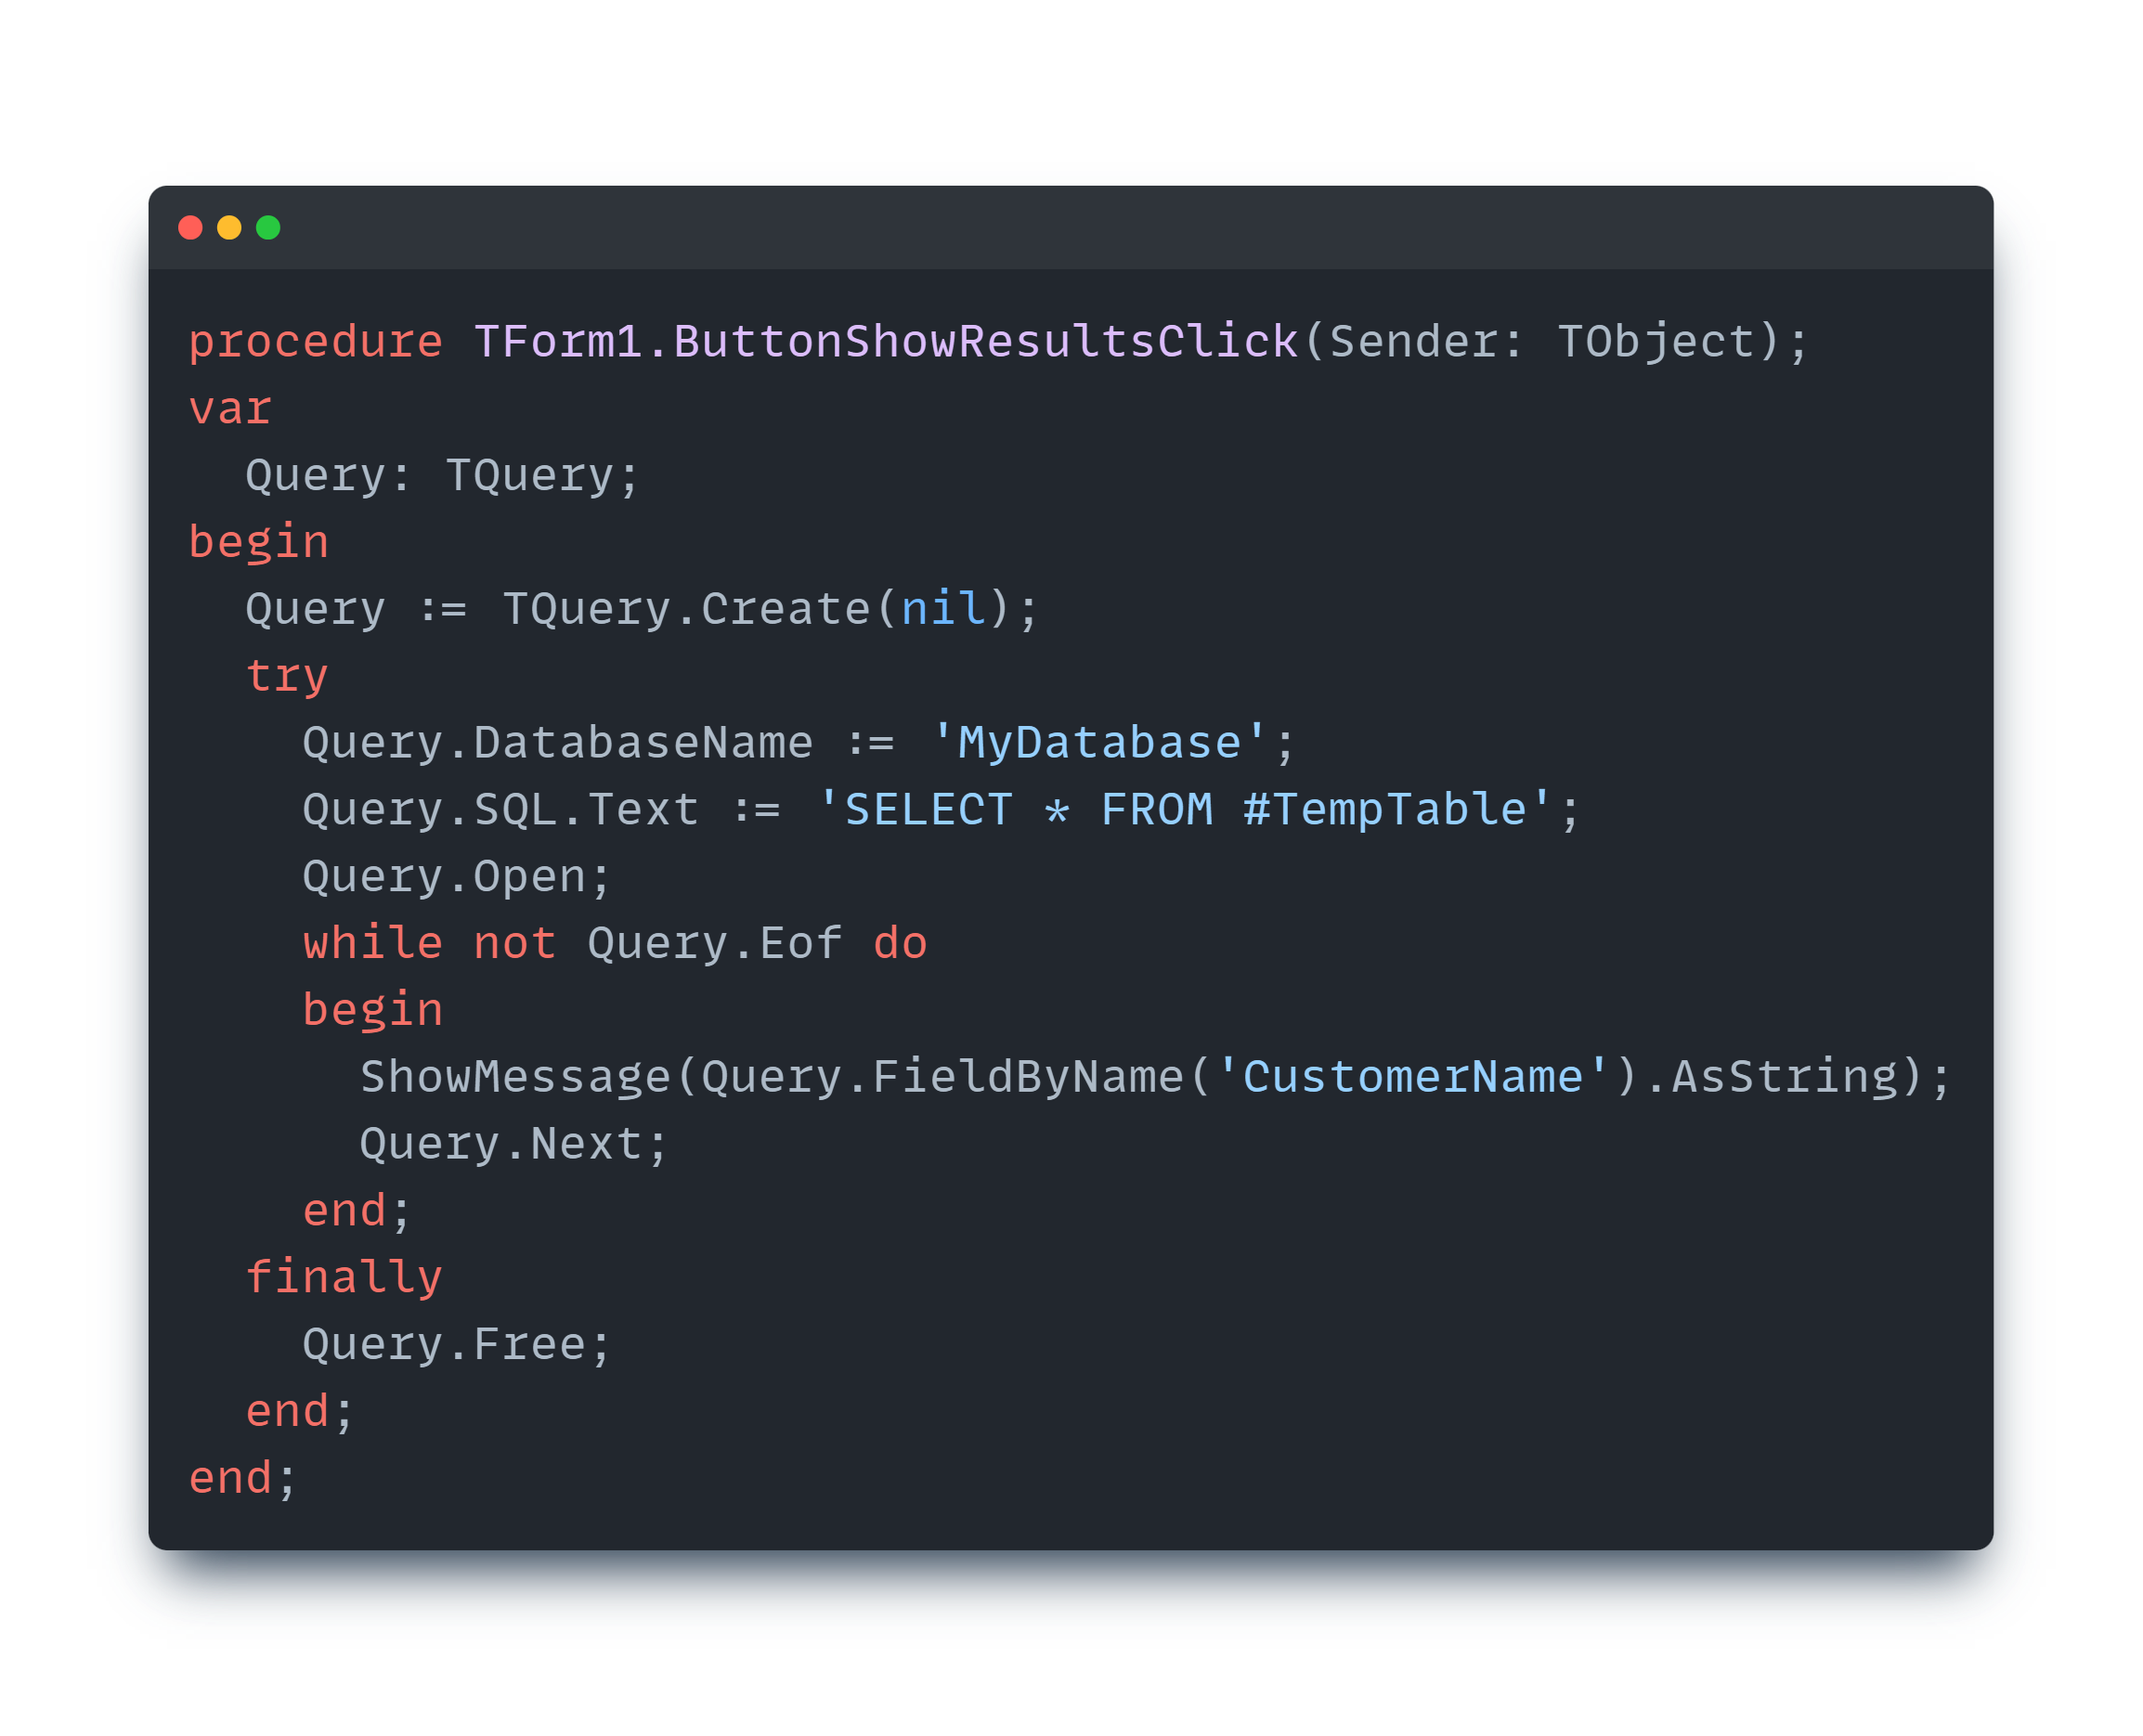 procedure TForm1.ButtonShowResultsClick(Sender: TObject);
var
  Query: TQuery;
begin
  Query := TQuery.Create(nil);
  try
    Query.DatabaseName := 'MyDatabase';
    Query.SQL.Text := 'SELECT * FROM #TempTable';
    Query.Open;
    while not Query.Eof do
    begin
      ShowMessage(Query.FieldByName('CustomerName').AsString);
      Query.Next;
    end;
  finally
    Query.Free;
  end;
end;